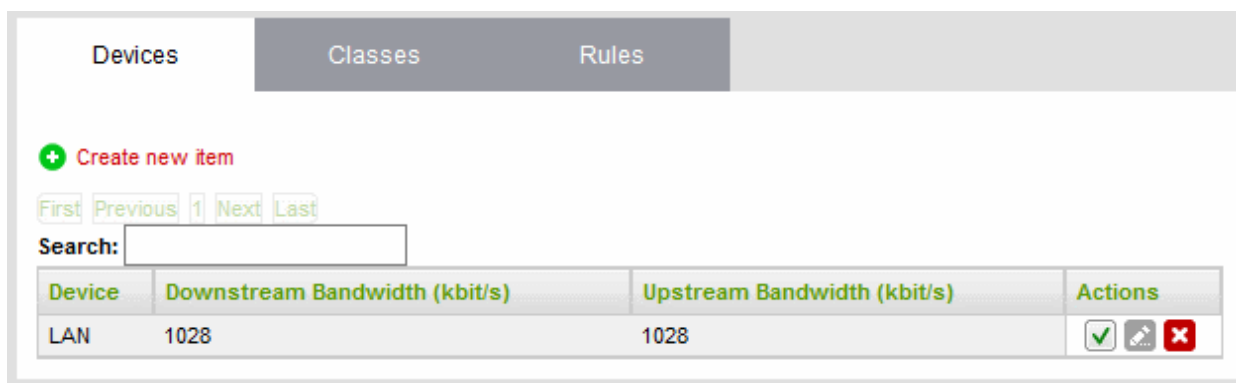 Devices Classes Rules
Create new item
First Previous 1 Next Last
Search:
Device Downstream Bandwidth (kbit/s) Upstream Bandwidth (kbit/s) Actions
LAN 1028 1028